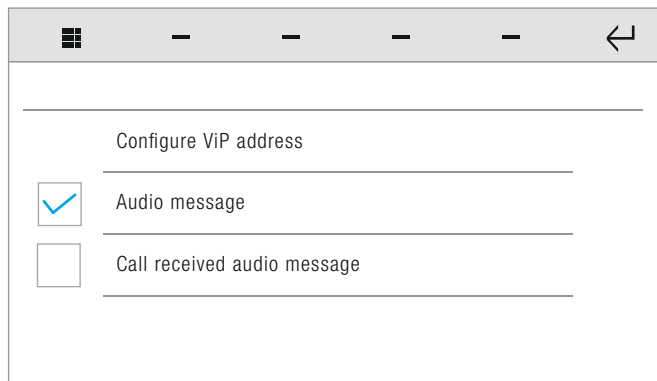 Configure ViP address
Audio message
Call received audio message